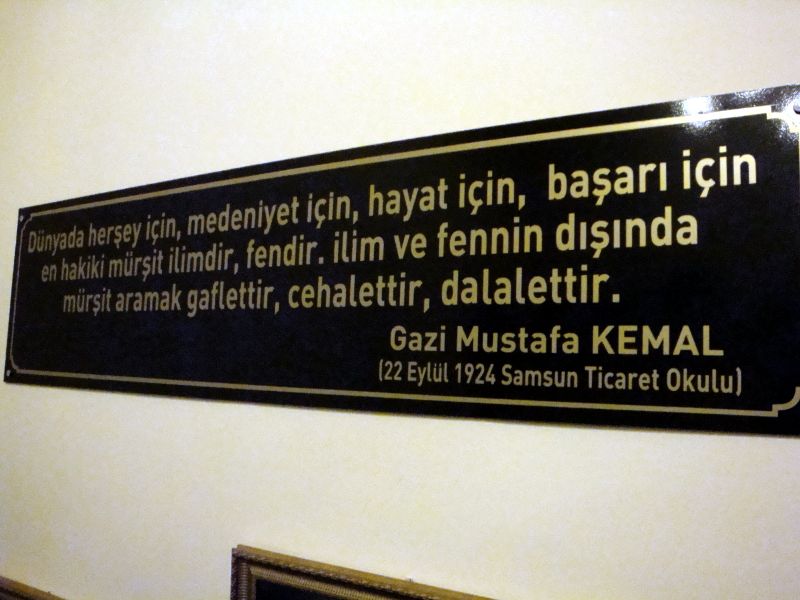 Dünyada herşey için, medeniyet için, hayat için, başarı için
en hakiki mürşit ilimdir, fendir. ilim ve fennin dışında
mürşit aramak gaflettir, cehalettir, dalalettir.
Gazi Mustafa KEMAL
(22 Eylül 1924 Samsun Ticaret Okulu)